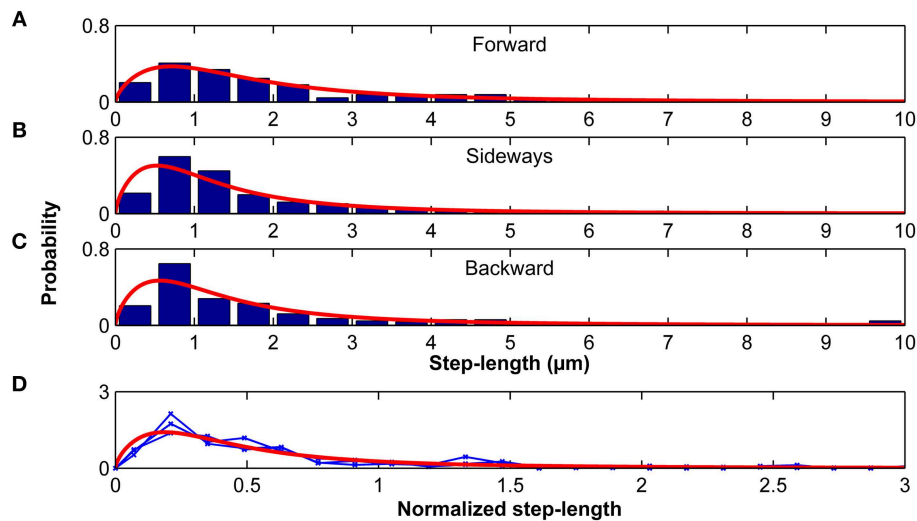 A
0.8
Forward
0
0 1 2 3 4 5 6 7 8 9 10
B
0.8
Sideways
0
0 1 2 3 4 5 6 7 8 9 10
C
0.8
Backward
0
0 1 2 3 4 5 6 7 8 9 10
Probability
Step-length (µm)
D
3
0
0 0.5 1 1.5 2 2.5 3
Normalized step-length